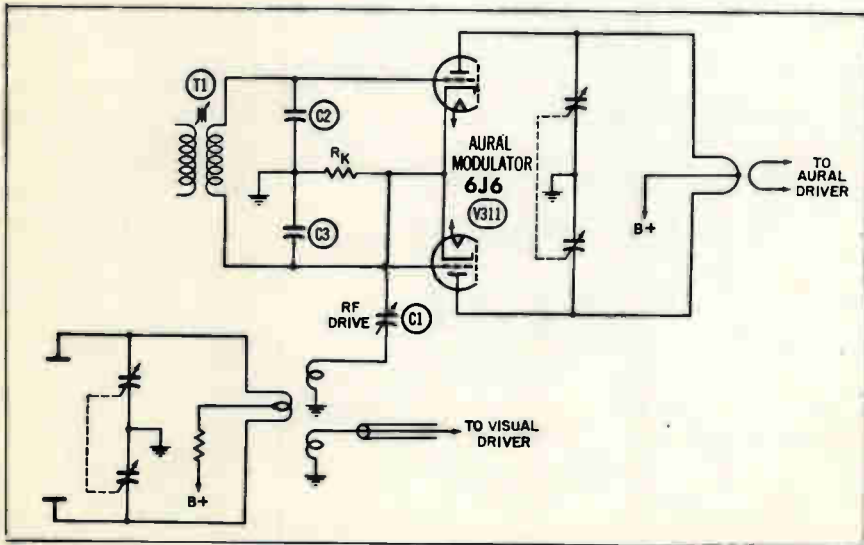 T1
C2
RK
C3
AURAL
MODULATOR
6J6
V311
B+
TO
AURAL
DRIVER
RF
DRIVE
C1
B+
TO VISUAL
DRIVER